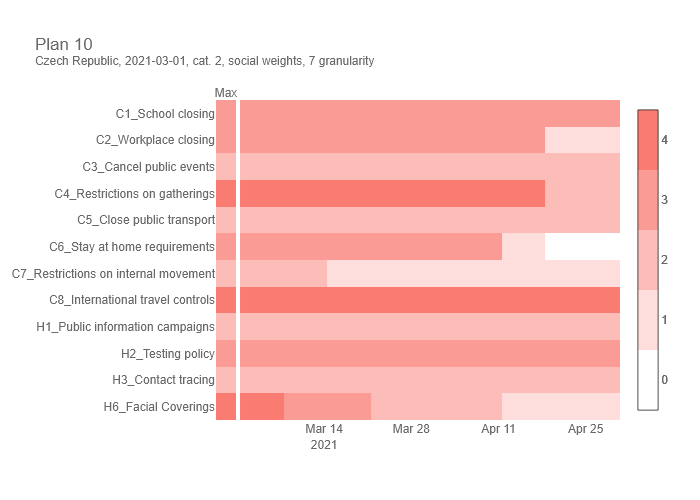 Plan 10
Czech Republic, 2021-03-01, cat. 2, social weights, 7 granularity
Max
C1_School closing
C2_Workplace closing
C3_Cancel public events
C4_Restrictions on gatherings
C5_Close public transport
C6_Stay at home requirements
C7_Restrictions on internal movement
C8_International travel controls
H1_Public information campaigns
H2_Testing policy
H3_Contact tracing
H6_Facial Coverings
Mar 14 Mar 28 Apr 11 Apr 25
2021
4
3
2
1
0